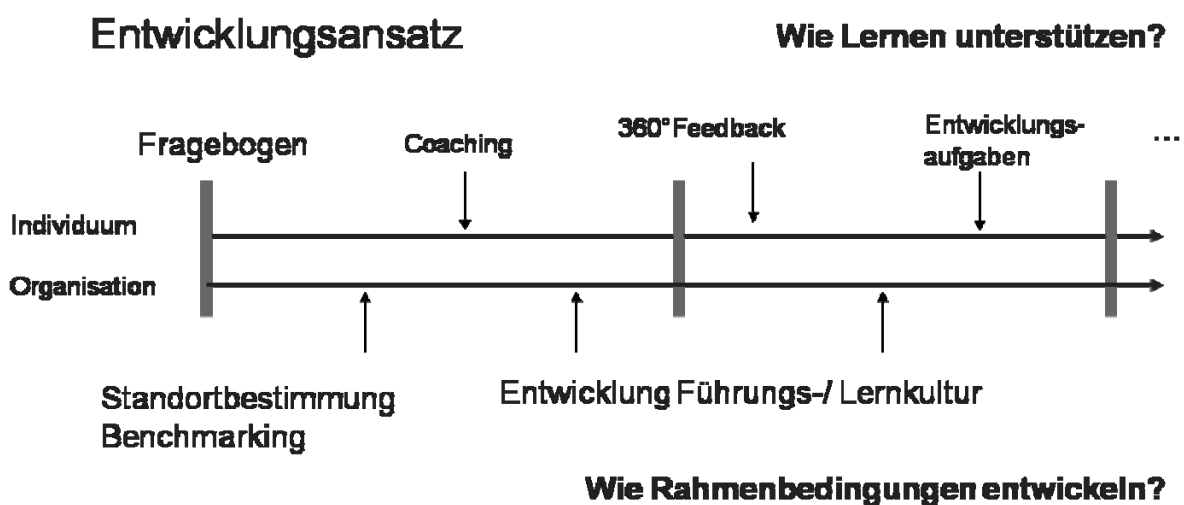 Entwicklungsansatz
Wie Lernen unterstützen?
Fragebogen
Coaching
360° Feedback
Entwicklungs-
aufgaben
...
Individuum
Organisation
Standortbestimmung
Benchmarking
Entwicklung Führungs-/ Lernkultur
Wie Rahmenbedingungen entwickeln?